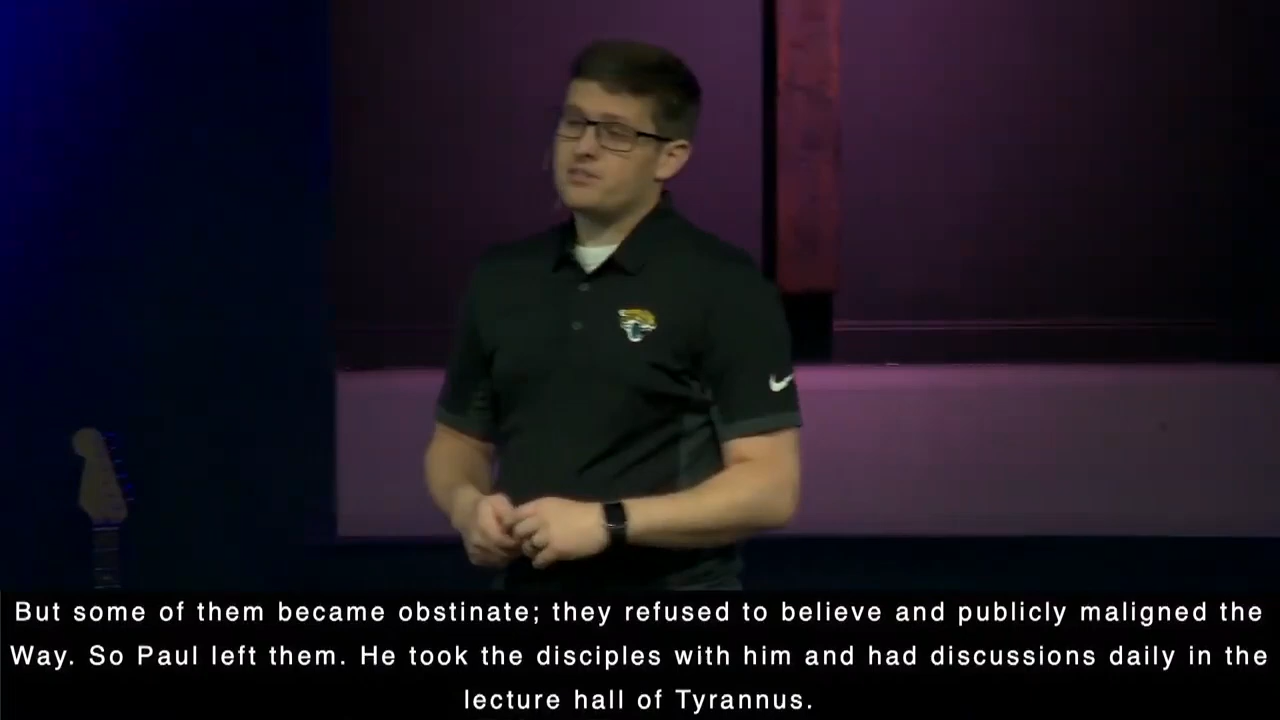 But some of them became obstinate; they refused to believe and publicly maligned the
Way. So Paul left them. He took the disciples with him and had discussions daily in the
lecture hall of Tyrannus.